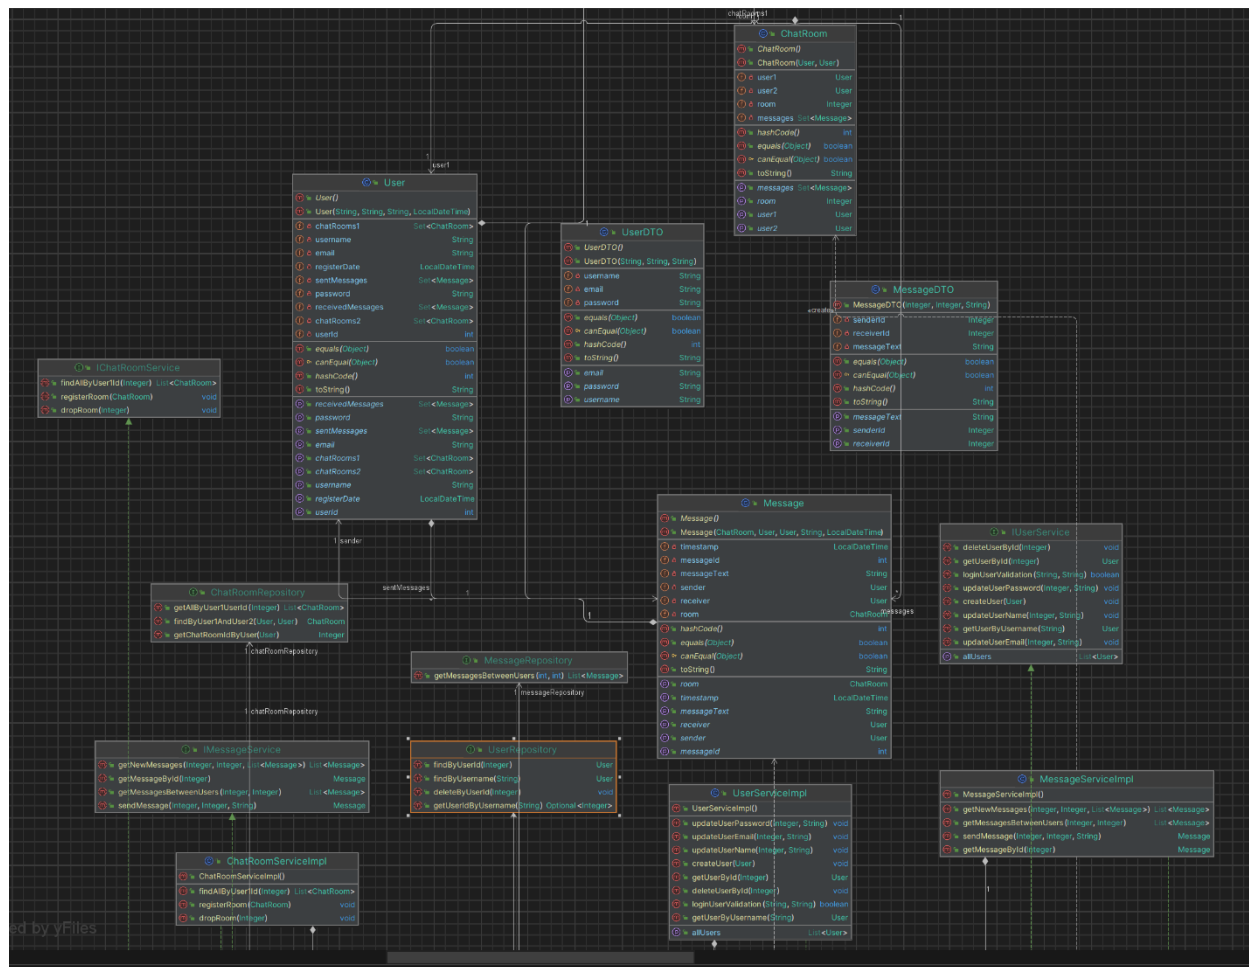 1
ChatRoom
ChatRoom()
ChatRoom(User, User)
user1 User
user2 User
room Integer
messages Set<Message>
hashCode() int
equals(Object) boolean
canEqual(Object) boolean
toString() String
messages Set<Message>
room Integer
user1 User
user2 User
1
user1
User
User()
User(String, String, String, LocalDateTime)
chatRooms1 Set<ChatRoom>
username String
email String
registerDate LocalDateTime
sentMessages Set<Message>
password String
receivedMessages Set<Message>
chatRooms2 Set<ChatRoom>
userId int
equals(Object) boolean
canEqual(Object) boolean
hashCode() int
toString() String
receivedMessages Set<Message>
password String
sentMessages Set<Message>
email String
chatRooms1 Set<ChatRoom>
chatRooms2 Set<ChatRoom>
username String
registerDate LocalDateTime
userId int
1
UserDTO
UserDTO()
UserDTO(String, String, String)
username String
email String
password String
equals(Object) boolean
canEqual(Object) boolean
hashCode() int
toString() String
email String
password String
username String
MessageDTO
MessageDTO(Integer, Integer, String)
senderId Integer
receiverId Integer
messageText String
equals(Object) boolean
canEqual(Object) boolean
hashCode() int
toString() String
messageText String
senderId Integer
receiverId Integer
IChatRoomService
findAllByUser1Id(Integer) List<ChatRoom>
registerRoom(ChatRoom) void
dropRoom(Integer) void
Message
Message()
Message(ChatRoom, User, User, String, LocalDateTime)
timestamp LocalDateTime
messageId int
messageText String
sender User
receiver User
room ChatRoom
hashCode() int
equals(Object) boolean
canEqual(Object) boolean
toString() String
room ChatRoom
timestamp LocalDateTime
messageText String
receiver User
sender User
messageId int
IUserService
deleteUserById(Integer) void
getUserById(Integer) User
loginUserValidation(String, String) boolean
updateUserPassword(Integer, String) void
createUser(User) void
updateUserName(Integer, String) void
getUserByUsername(String) User
updateUserEmail(Integer, String) void
allUsers List<User>
1 sender
sentMessages
1
1
messages
ChatRoomRepository
getAllByUser1UserId(Integer) List<ChatRoom>
findByUser1AndUser2(User, User) ChatRoom
getChatRoomIdByUser(User) Integer
1 chatRoomRepository
1 chatRoomRepository
MessageRepository
getMessagesBetweenUsers(int, int) List<Message>
1 messageRepository
IMessageService
getNewMessages(Integer, Integer, List<Message>) List<Message>
getMessageById(Integer) Message
getMessagesBetweenUsers(Integer, Integer) List<Message>
sendMessage(Integer, Integer, String) Message
UserRepository
findByUserId(Integer) User
findByUsername(String) User
deleteByUserId(Integer) void
getUserIdByUsername(String) Optional<Integer>
UserServiceImpl
UserServiceImpl()
updateUserPassword(Integer, String) void
updateUserEmail(Integer, String) void
updateUserName(Integer, String) void
createUser(User) void
getUserById(Integer) User
deleteUserById(Integer) void
loginUserValidation(String, String) boolean
getUserByUsername(String) User
allUsers List<User>
MessageServiceImpl
MessageServiceImpl()
getNewMessages(Integer, Integer, List<Message>) List<Message>
getMessagesBetweenUsers(Integer, Integer) List<Message>
sendMessage(Integer, Integer, String) Message
getMessageById(Integer) Message
1
ChatRoomServiceImpl
ChatRoomServiceImpl()
findAllByUser1Id(Integer) List<ChatRoom>
registerRoom(ChatRoom) void
dropRoom(Integer) void
ed by yFiles